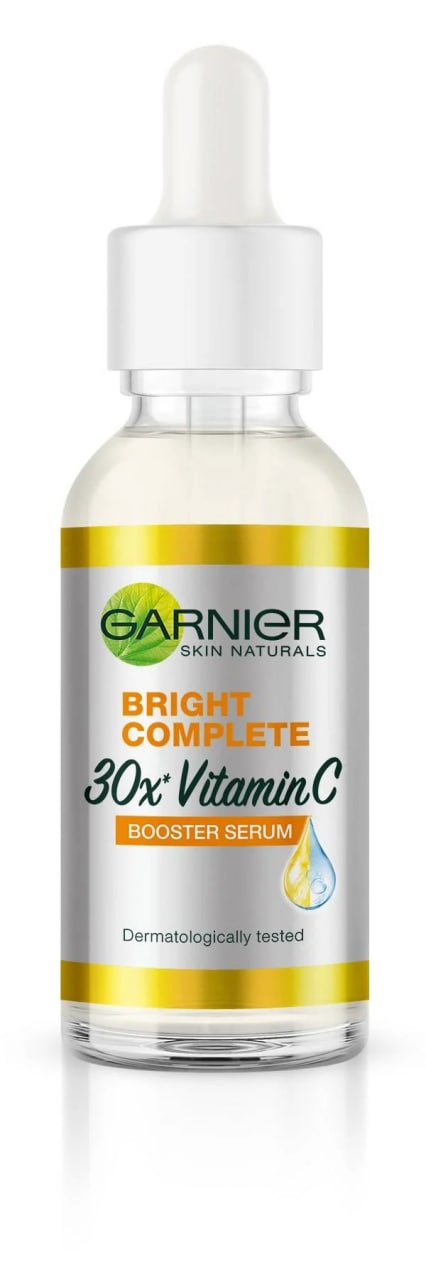 GARNIER
SKIN NATURALS
BRIGHT
COMPLETE
30x* Vitamin C
BOOSTER SERUM
Dermatologically tested